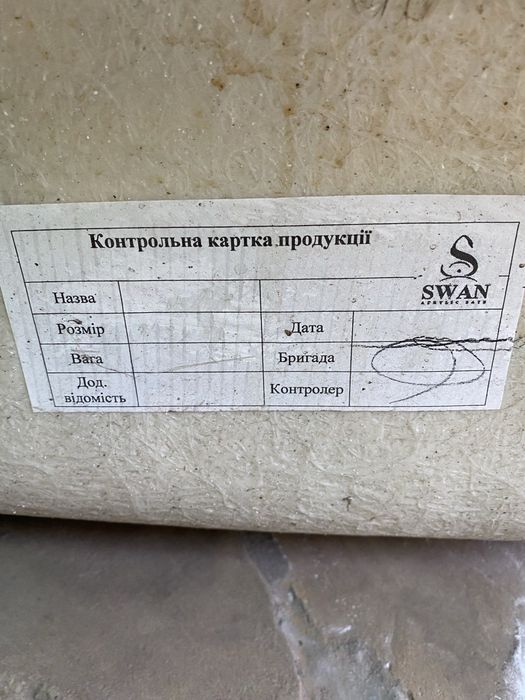 Контрольна картка продукції
SWAN
ACRYLIC BATH
Назва
Розмір
Дата
Вага
Бригада
Дод.
відомість
Контролер